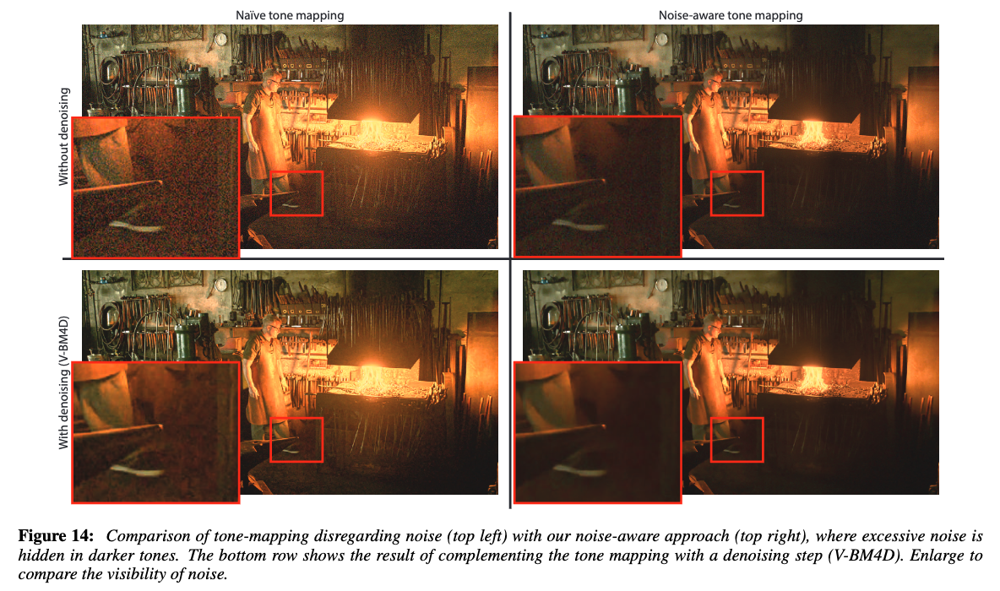 Naïve tone mapping
Noise-aware tone mapping
Without denoising
With denoising (V-BM4D)
Figure 14: Comparison of tone-mapping disregarding noise (top left) with our noise-aware approach (top right), where excessive noise is
hidden in darker tones. The bottom row shows the result of complementing the tone mapping with a denoising step (V-BM4D). Enlarge to
compare the visibility of noise.